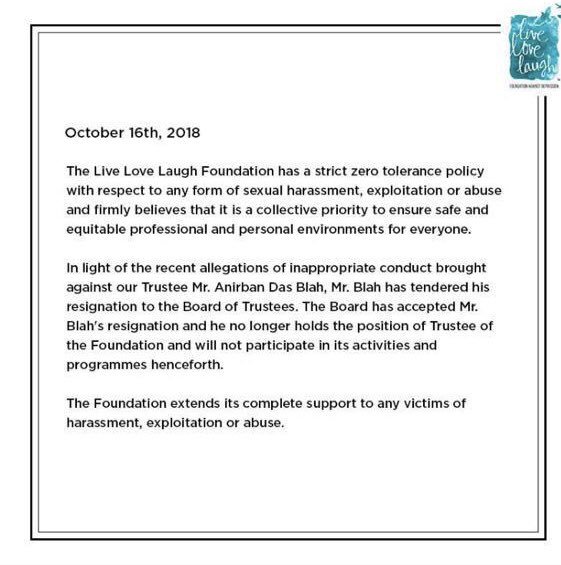 live
love
laugh
FOUNDATION AGAINST DEPRESSION
October 16th, 2018
The Live Love Laugh Foundation has a strict zero tolerance policy
with respect to any form of sexual harassment, exploitation or abuse
and firmly believes that it is a collective priority to ensure safe and
equitable professional and personal environments for everyone.
In light of the recent allegations of inappropriate conduct brought
against our Trustee Mr. Anirban Das Blah, Mr. Blah has tendered his
resignation to the Board of Trustees. The Board has accepted Mr.
Blah's resignation and he no longer holds the position of Trustee of
the Foundation and will not participate in its activities and
programmes henceforth.
The Foundation extends its complete support to any victims of
harassment, exploitation or abuse.